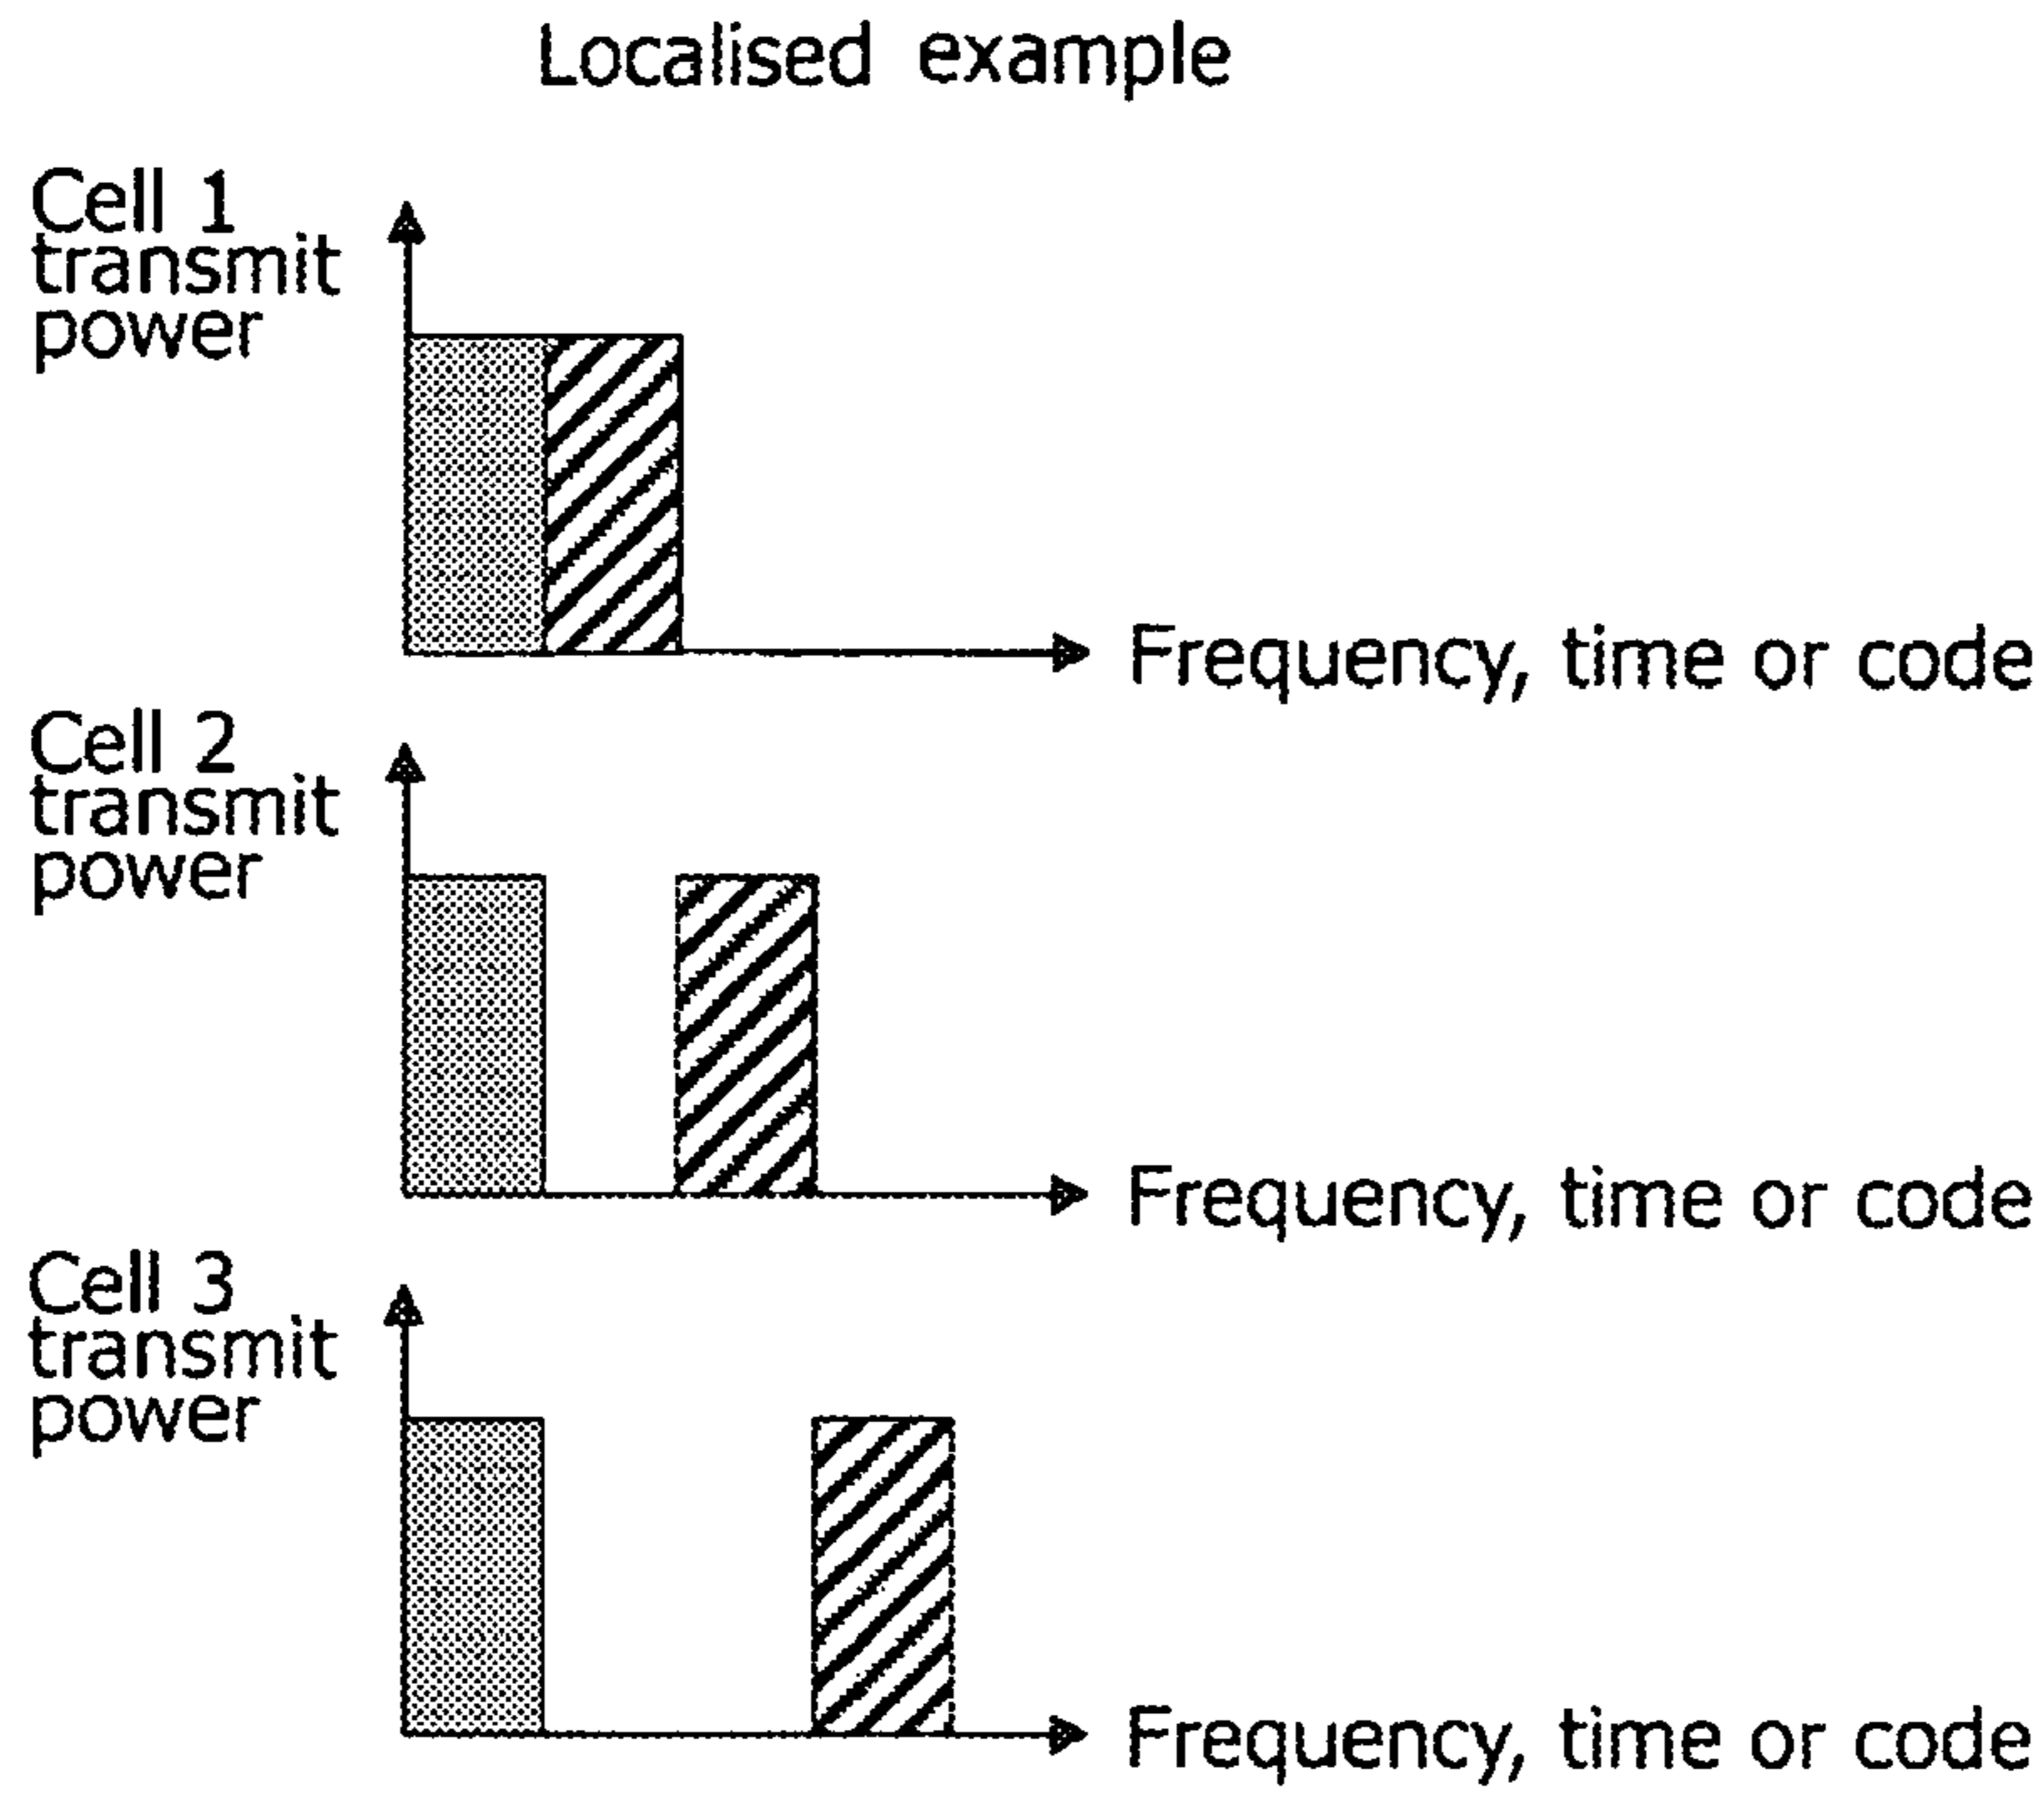 Localised example
Cell 1
transmit
power
Frequency, time or code
Cell 2
transmit
power
Frequency, time or code
Cell 3
transmit
power
Frequency, time or code